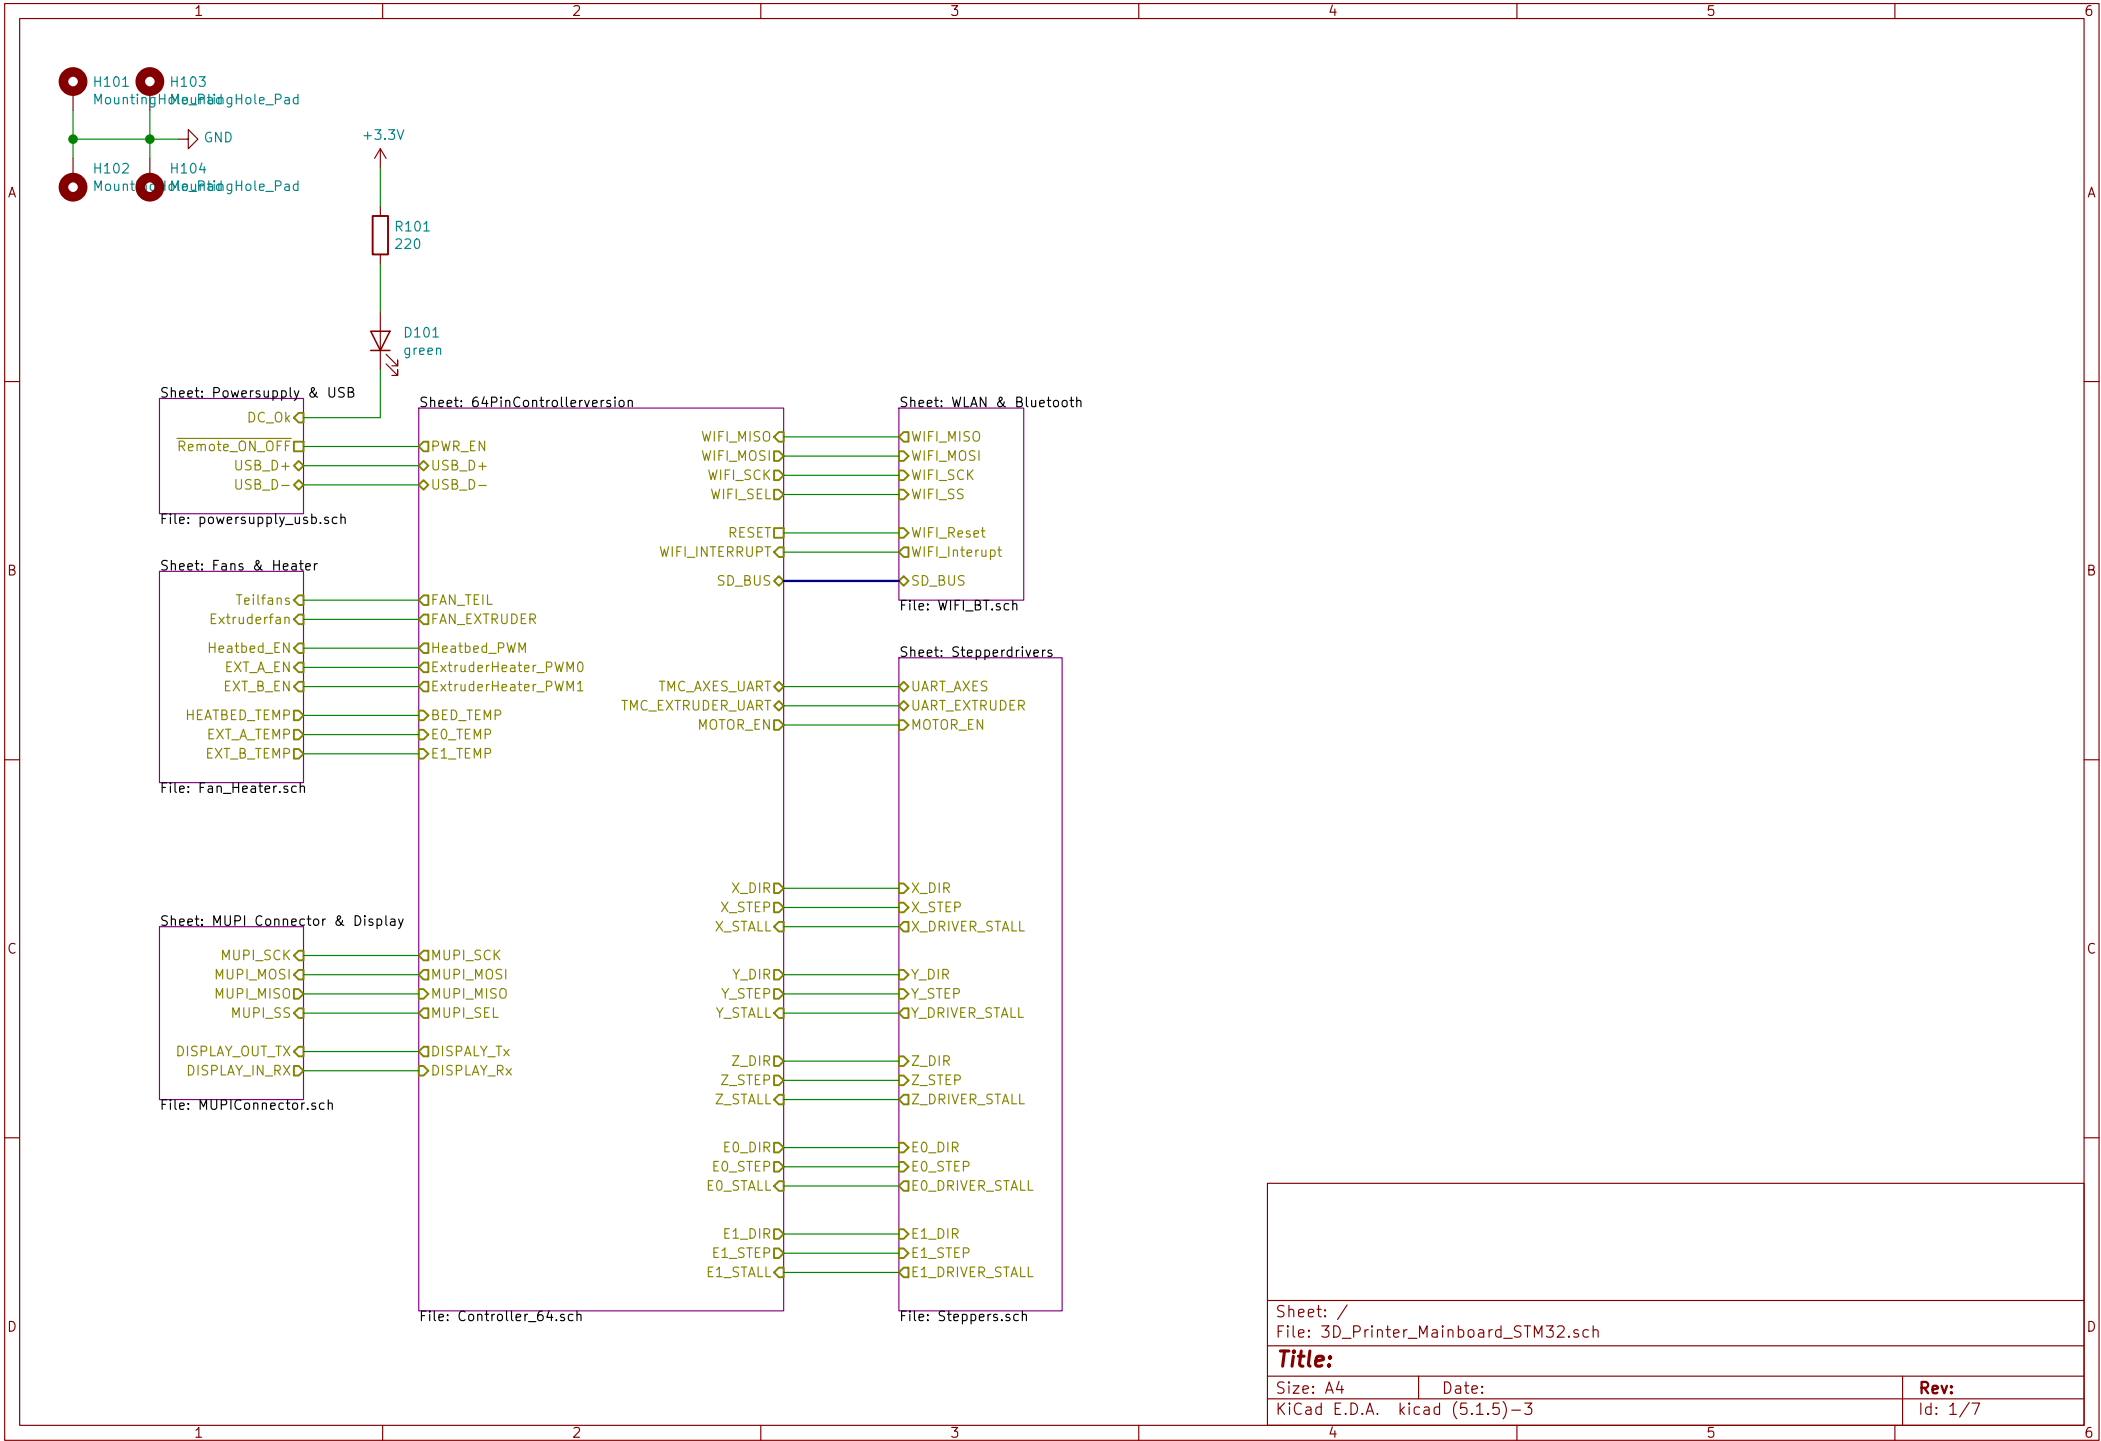 1 2 3 4 5 6
H101
MountingHole_Pad
H103
MountingHole_Pad
GND
H102
MountingHole_Pad
H104
MountingHole_Pad
+3.3V
R101
220
D101
green
A A
B B
C C
D D
Sheet: Powersupply & USB
DC_Ok
Remote_ON_OFF
USB_D+
USB_D-
File: powersupply_usb.sch
Sheet: Fans & Heater
Teilfans
Extruderfan
Heatbed_EN
EXT_A_EN
EXT_B_EN
HEATBED_TEMP
EXT_A_TEMP
EXT_B_TEMP
File: Fan_Heater.sch
Sheet: MUPI Connector & Display
MUPI_SCK
MUPI_MOSI
MUPI_MISO
MUPI_SS
DISPLAY_OUT_TX
DISPLAY_IN_RX
File: MUPIConnector.sch
Sheet: 64PinControllerversion
PWR_EN
USB_D+
USB_D-
FAN_TEIL
FAN_EXTRUDER
Heatbed_PWM
ExtruderHeater_PWM0
ExtruderHeater_PWM1
BED_TEMP
E0_TEMP
E1_TEMP
MUPI_SCK
MUPI_MOSI
MUPI_MISO
MUPI_SEL
DISPALY_Tx
DISPLAY_Rx
WIFI_MISO
WIFI_MOSI
WIFI_SCK
WIFI_SEL
RESET
WIFI_INTERRUPT
SD_BUS
TMC_AXES_UART
TMC_EXTRUDER_UART
MOTOR_EN
X_DIR
X_STEP
X_STALL
Y_DIR
Y_STEP
Y_STALL
Z_DIR
Z_STEP
Z_STALL
E0_DIR
E0_STEP
E0_STALL
E1_DIR
E1_STEP
E1_STALL
File: Controller_64.sch
Sheet: WLAN & Bluetooth
WIFI_MISO
WIFI_MOSI
WIFI_SCK
WIFI_SS
WIFI_Reset
WIFI_Interupt
SD_BUS
File: WIFI_BT.sch
Sheet: Stepperdrivers
UART_AXES
UART_EXTRUDER
MOTOR_EN
X_DIR
X_STEP
X_DRIVER_STALL
Y_DIR
Y_STEP
Y_DRIVER_STALL
Z_DIR
Z_STEP
Z_DRIVER_STALL
E0_DIR
E0_STEP
E0_DRIVER_STALL
E1_DIR
E1_STEP
E1_DRIVER_STALL
File: Steppers.sch
Sheet: /
File: 3D_Printer_Mainboard_STM32.sch
Title:
Size: A4 Date: Rev:
KiCad E.D.A. kicad (5.1.5)-3 Id: 1/7
1 2 3 4 5 6